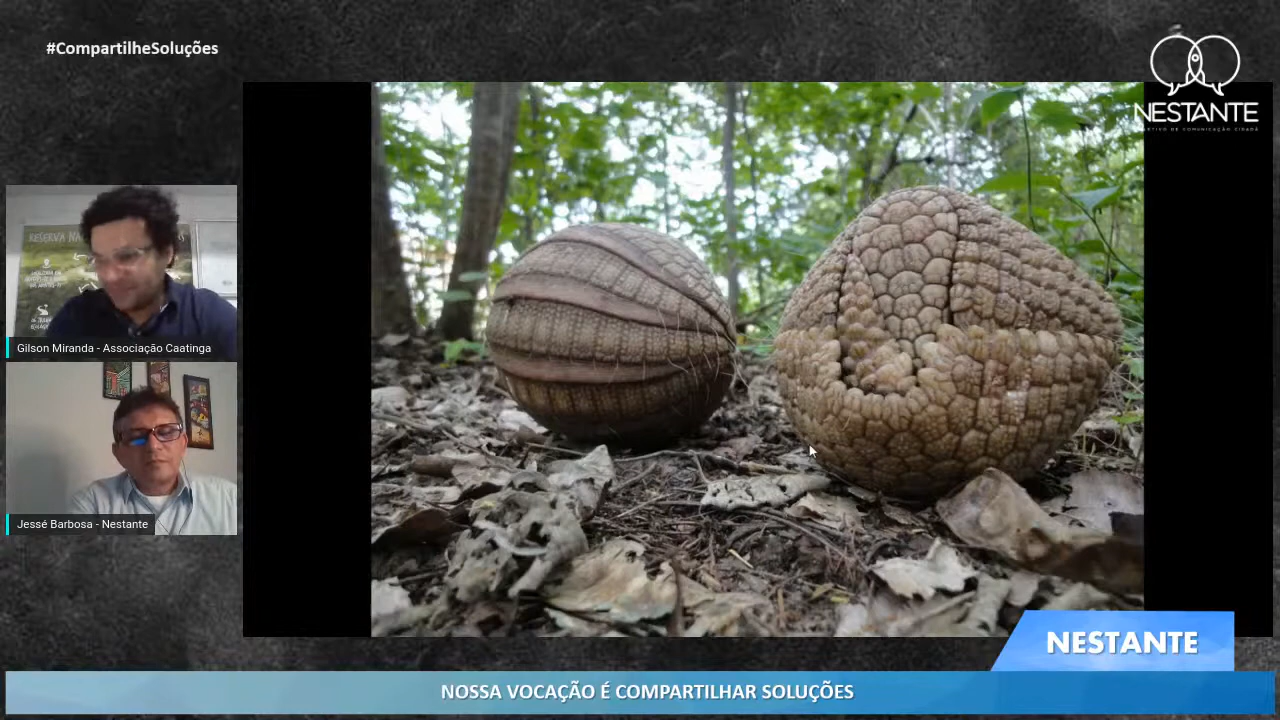 #CompartilheSoluções
NESTANTE
Gilson Miranda - Associação Caatinga
Jessé Barbosa - Nestante
NESTANTE
NOSSA VOCAÇÃO É COMPARTILHAR SOLUÇÕES